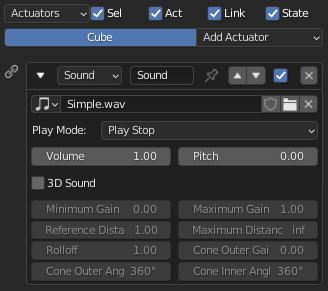 Actuators Sel Act Link State
Cube Add Actuator
Sound Sound
Simple.wav
Play Mode: Play Stop
Volume 1.00 Pitch 0.00
3D Sound
Minimum Gain 0.00 Maximum Gain 1.00
Reference Dista 1.00 Maximum Distanc inf
Rolloff 1.00 Cone Outer Gai 0.00
Cone Outer Ang 360° Cone Inner Angl 360°